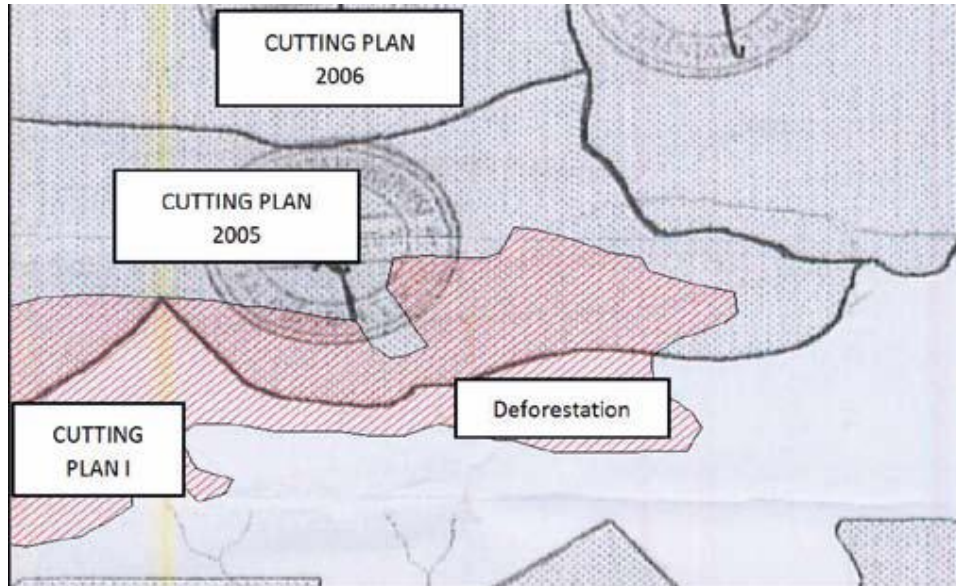 CUTTING PLAN
2006
CUTTING PLAN
2005
Deforestation
CUTTING
PLAN I